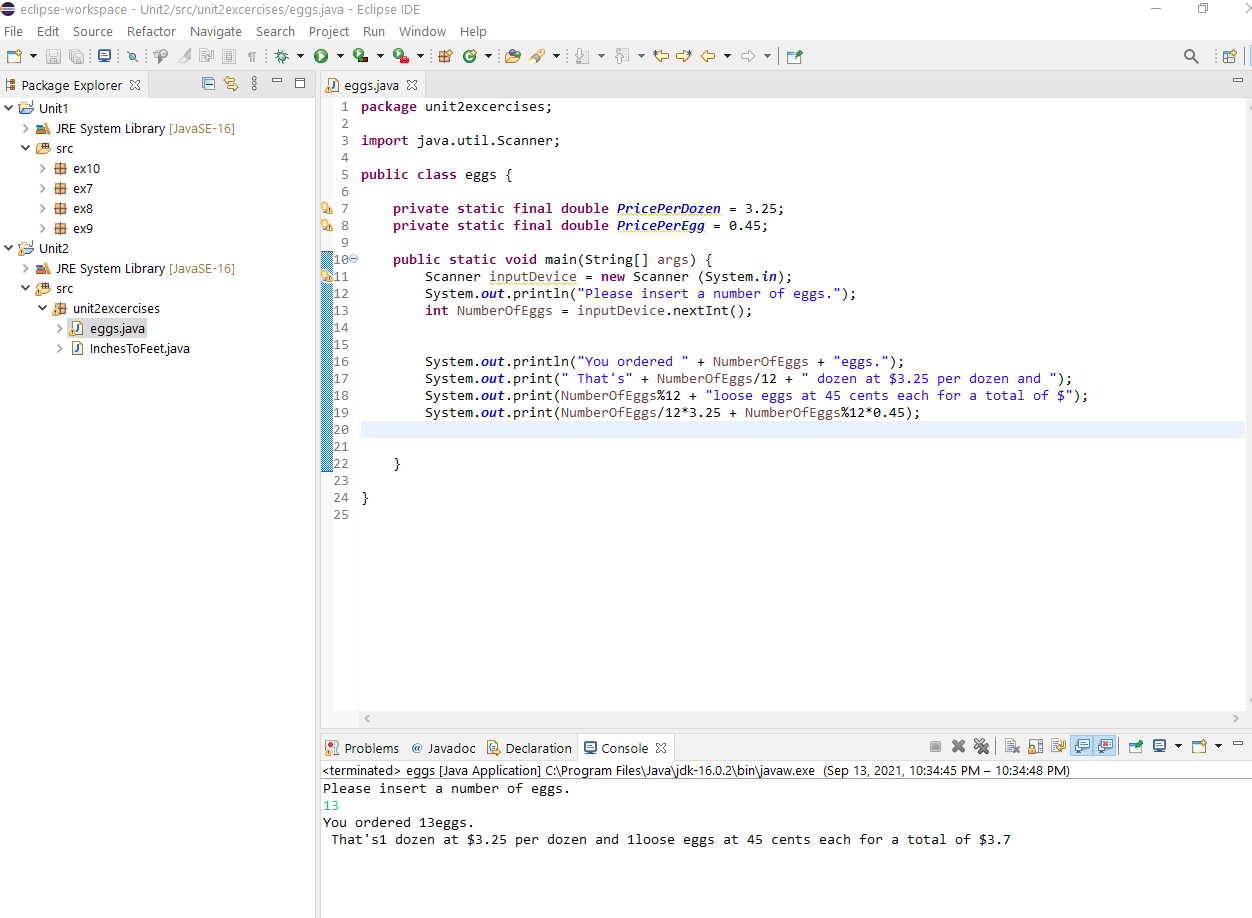 eclipse-workspace - Unit2/src/unit2excercises/eggs.java - Eclipse IDE
File Edit Source Refactor Navigate Search Project Run Window Help
Package Explorer
Unit1
JRE System Library [JavaSE-16]
src
ex10
ex7
ex8
ex9
Unit2
JRE System Library [JavaSE-16]
src
unit2excercises
eggs.java
InchesToFeet.java
eggs.java
1 package unit2excercises;
2
3 import java.util.Scanner;
4
5 public class eggs {
6
7     private static final double PricePerDozen = 3.25;
8     private static final double PricePerEgg = 0.45;
9
10     public static void main(String[] args) {
11         Scanner inputDevice = new Scanner (System.in);
12         System.out.println("Please insert a number of eggs.");
13         int NumberOfEggs = inputDevice.nextInt();
14
15
16         System.out.println("You ordered " + NumberOfEggs + "eggs.");
17         System.out.print(" That's" + NumberOfEggs/12 + " dozen at $3.25 per dozen and ");
18         System.out.print(NumberOfEggs%12 + "loose eggs at 45 cents each for a total of $");
19         System.out.print(NumberOfEggs/12*3.25 + NumberOfEggs%12*0.45);
20
21
22     }
23
24 }
25
Problems @ Javadoc Declaration Console
<terminated> eggs [Java Application] C:\Program Files\Java\jdk-16.0.2\bin\javaw.exe (Sep 13, 2021, 10:34:45 PM – 10:34:48 PM)
Please insert a number of eggs.
13
You ordered 13eggs.
 That's1 dozen at $3.25 per dozen and 1loose eggs at 45 cents each for a total of $3.7